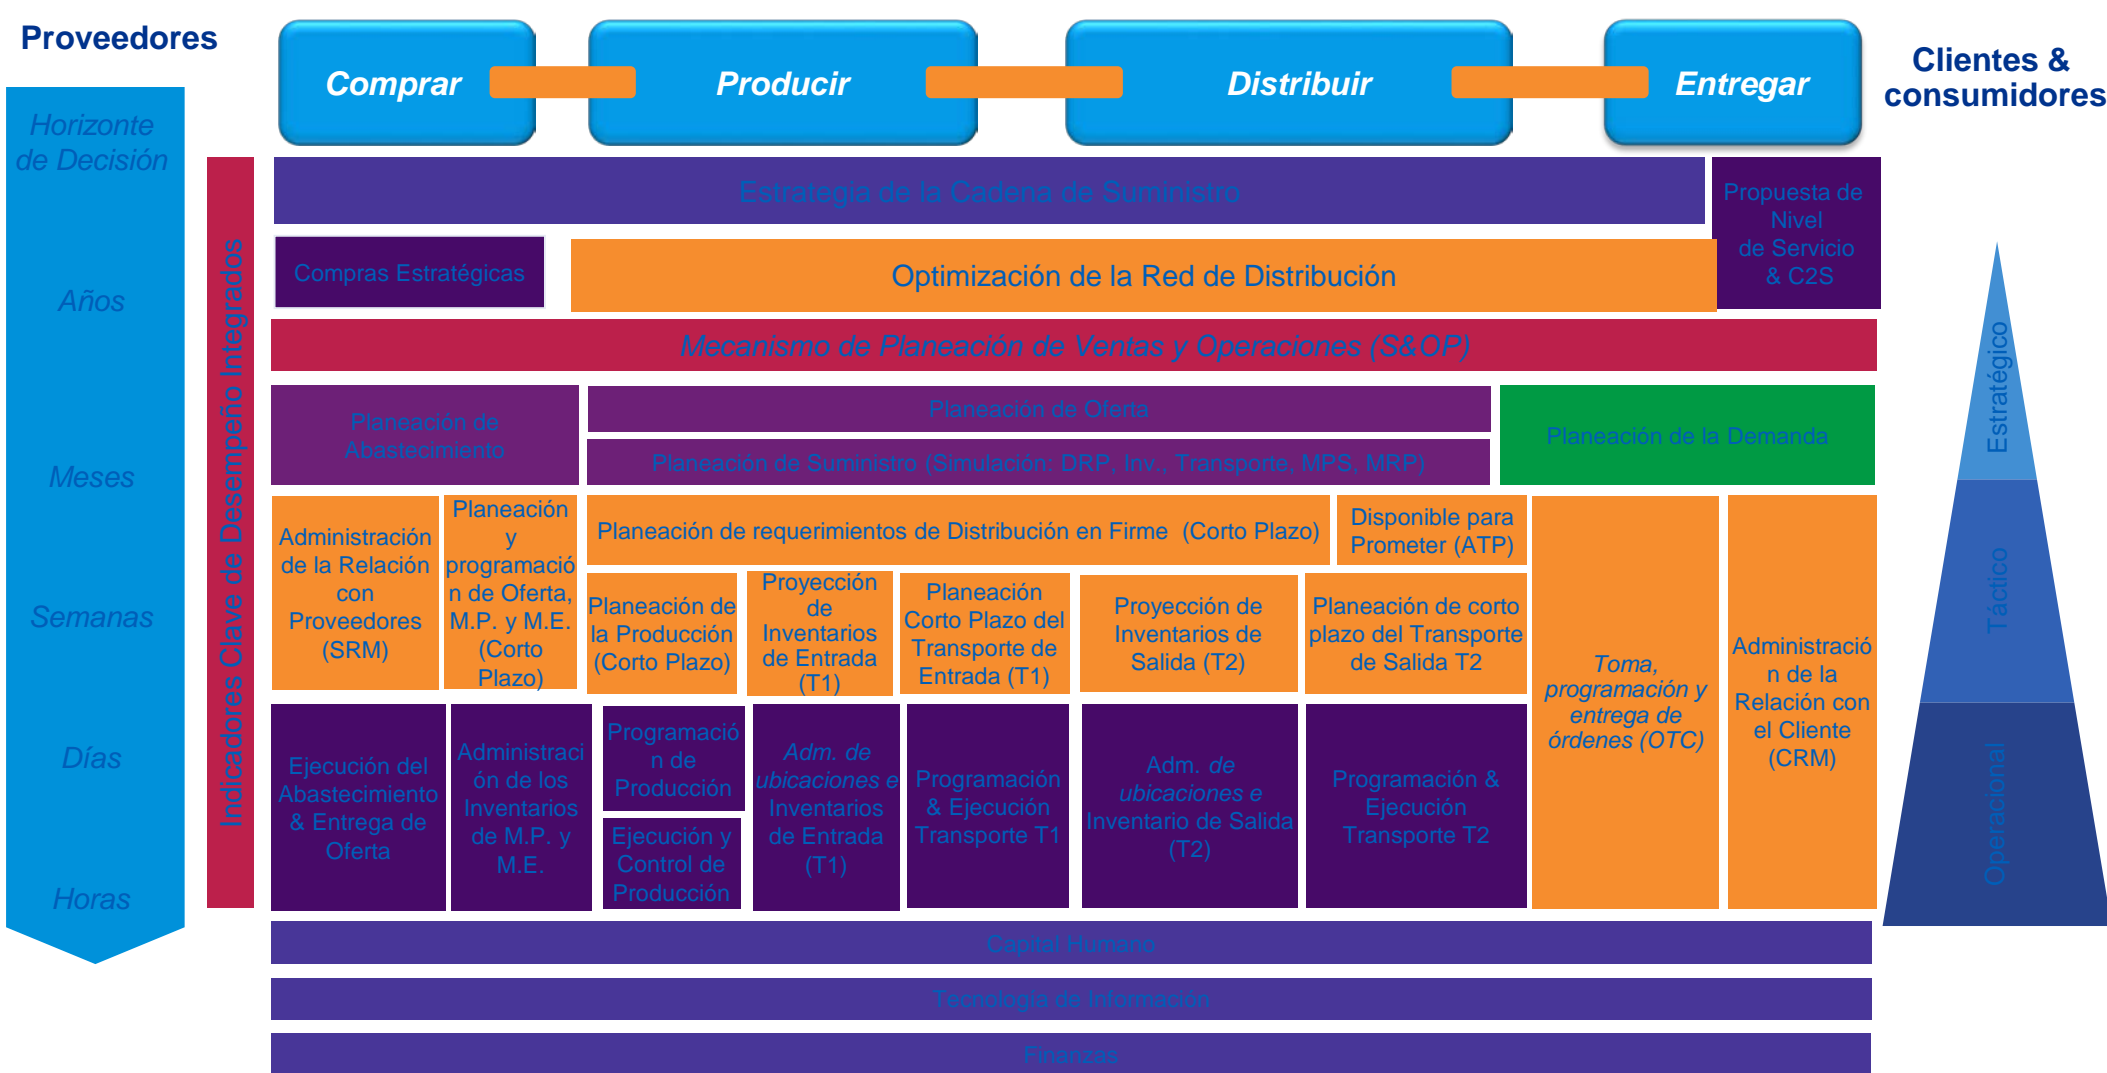 Proveedores
Comprar
Producir
Distribuir
Entregar
Clientes &
consumidores
Horizonte
de Decisión
Años
Meses
Semanas
Días
Horas
Indicadores Clave de Desempeño Integrados
Estrategia de la Cadena de Suministro
Propuesta de
Nivel
de Servicio
& C2S
Compras Estratégicas
Optimización de la Red de Distribución
Mecanismo de Planeación de Ventas y Operaciones (S&OP)
Planeación de
Abastecimiento
Planeación de Oferta
Planeación de Suministro (Simulación: DRP, Inv., Transporte, MPS, MRP)
Planeación de la Demanda
Administración
de la Relación
con
Proveedores
(SRM)
Planeación
y
programació
n de Oferta,
M.P. y M.E.
(Corto
Plazo)
Planeación de requerimientos de Distribución en Firme (Corto Plazo)
Disponible para
Prometer (ATP)
Planeación de
la Producción
(Corto Plazo)
Proyección
de
Inventarios
de Entrada
(T1)
Planeación
Corto Plazo del
Transporte de
Entrada (T1)
Proyección de
Inventarios de
Salida (T2)
Planeación de corto
plazo del Transporte
de Salida T2
Toma,
programación y
entrega de
órdenes (OTC)
Administració
n de la
Relación con
el Cliente
(CRM)
Ejecución del
Abastecimiento
& Entrega de
Oferta
Administraci
ón de los
Inventarios
de M.P. y
M.E.
Programació
n de
Producción
Ejecución y
Control de
Producción
Adm. de
ubicaciones e
Inventarios
de Entrada
(T1)
Programación
& Ejecución
Transporte T1
Adm. de
ubicaciones e
Inventario de Salida
(T2)
Programación &
Ejecución
Transporte T2
Capital Humano
Tecnología de Información
Finanzas
Estratégico
Táctico
Operacional